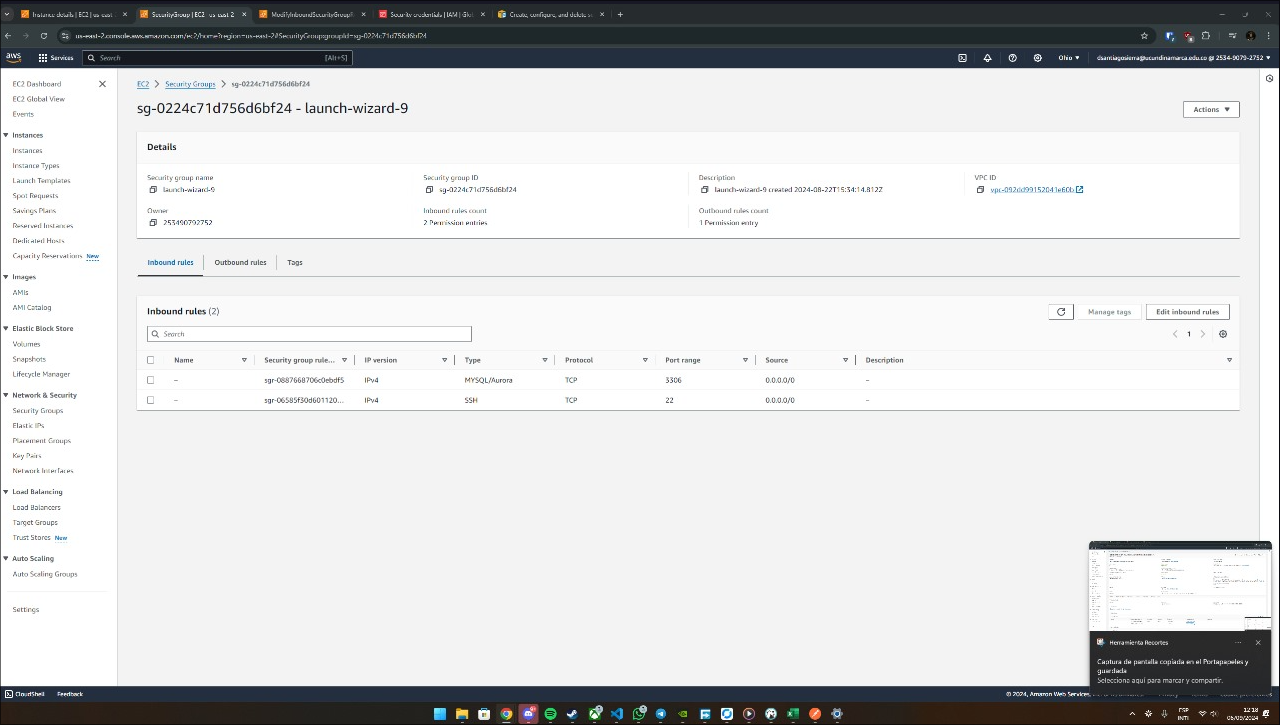 Instance details | EC2 | us-east-
SecurityGroup | EC2 | us-east-2
ModifyInboundSecurityGroupR
Security credentials | IAM | Glob
Create, configure, and delete se
us-east-2.console.aws.amazon.com/ec2/home?region=us-east-2#SecurityGroup:groupId=sg-0224c71d756d6bf24
aws Services Search [Alt+S] Ohio dsantiagosierra@ucundinamarca.edu.co @ 2534-9079-2752
EC2 Dashboard
EC2 Global View
Events
Instances
Instances
Instance Types
Launch Templates
Spot Requests
Savings Plans
Reserved Instances
Dedicated Hosts
Capacity Reservations New
Images
AMIs
AMI Catalog
Elastic Block Store
Volumes
Snapshots
Lifecycle Manager
Network & Security
Security Groups
Elastic IPs
Placement Groups
Key Pairs
Network Interfaces
Load Balancing
Load Balancers
Target Groups
Trust Stores New
Auto Scaling
Auto Scaling Groups
Settings
EC2 > Security Groups > sg-0224c71d756d6bf24
sg-0224c71d756d6bf24 - launch-wizard-9
Actions
Details
Security group name
launch-wizard-9
Security group ID
sg-0224c71d756d6bf24
Description
launch-wizard-9 created 2024-08-22T15:34:14.812Z
VPC ID
vpc-092dd99152041e60b
Owner
253490792752
Inbound rules count
2 Permission entries
Outbound rules count
1 Permission entry
Inbound rules Outbound rules Tags
Inbound rules (2)
Manage tags Edit inbound rules
Search
1
Name Security group rule... IP version Type Protocol Port range Source Description
– sgr-0887668706c0ebdf5 IPv4 MYSQL/Aurora TCP 3306 0.0.0.0/0 –
– sgr-06585f30d601120... IPv4 SSH TCP 22 0.0.0.0/0 –
Herramienta Recortes
Captura de pantalla copiada en el Portapapeles y
guardada
Selecciona aquí para marcar y compartir.
CloudShell Feedback © 2024, Amazon Web Services,
ESP
INTL
12:18
06/09/2024